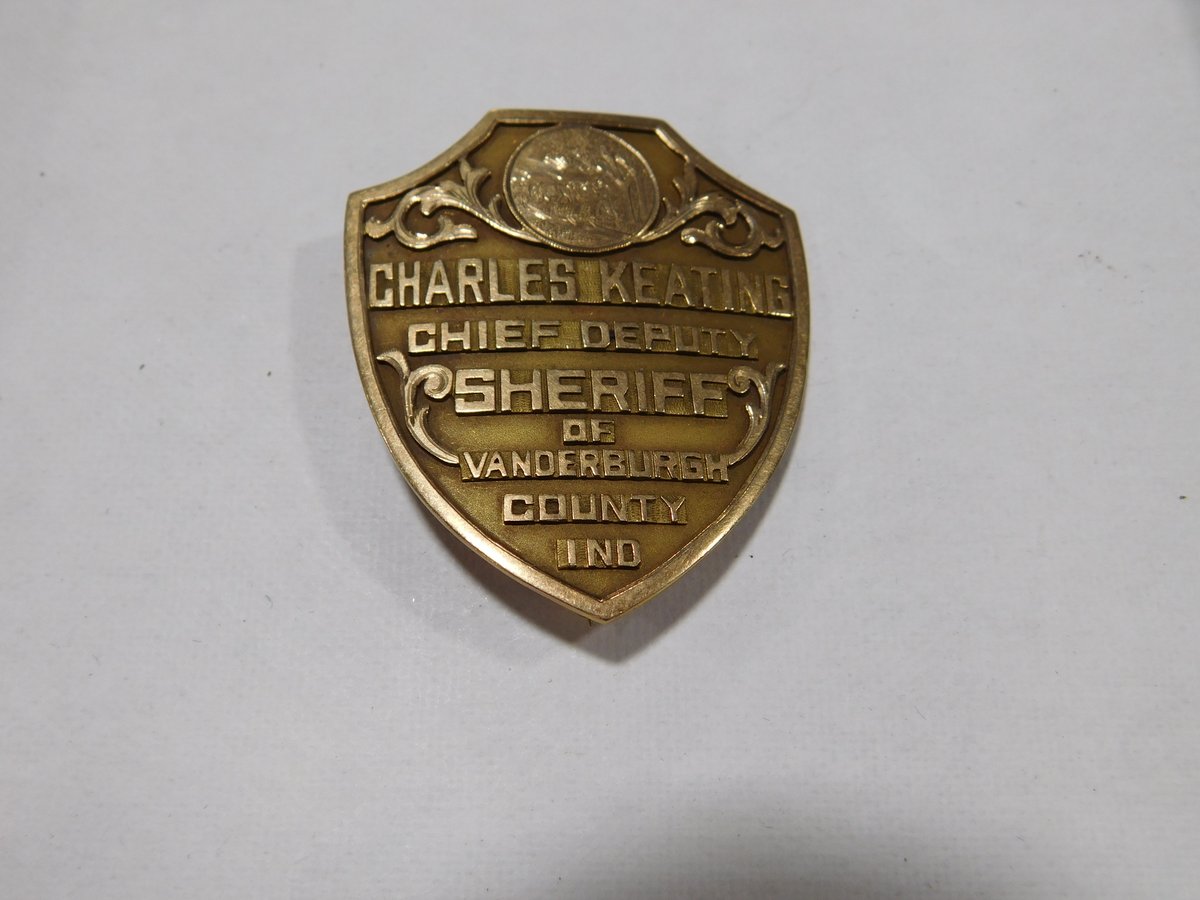 CHARLES KEATING
CHIEF DEPUTY
SHERIFF
OF
VANDERBURGH
COUNTY
IND